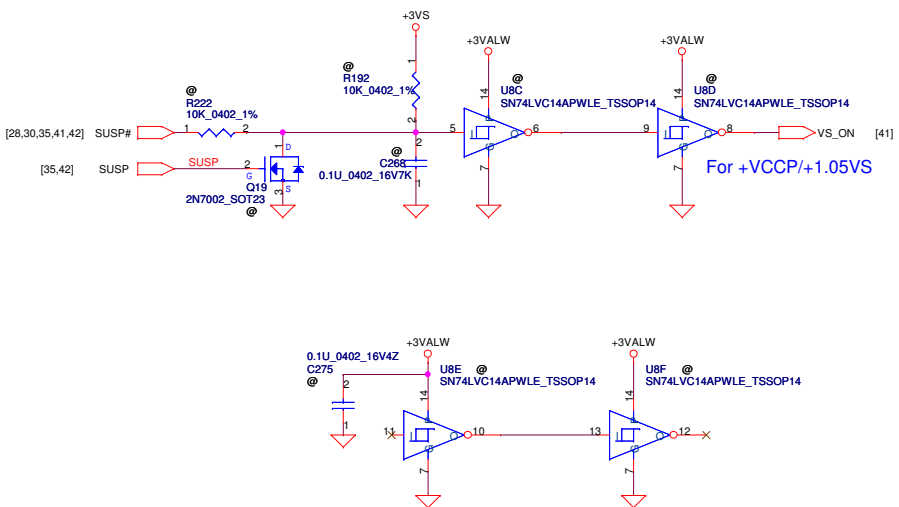 +3VS
+3VALW
+3VALW
@
R192
10K_0402_1%
1
2
@
R222
10K_0402_1%
@
U8C
SN74LVC14APWLE_TSSOP14
@
U8D
SN74LVC14APWLE_TSSOP14
14
14
[28,30,35,41,42] SUSP# 1 2
5 6
9 8 VS_ON [41]
[35,42] SUSP SUSP 2
G
1 D
3 S
Q19
2N7002_SOT23
@
@
C268
0.1U_0402_16V7K
2
1
7
7
For +VCCP/+1.05VS
+3VALW
+3VALW
0.1U_0402_16V4Z
C275
@
2
1
U8E @
SN74LVC14APWLE_TSSOP14
U8F @
SN74LVC14APWLE_TSSOP14
14
14
11 10
13 12
7
7